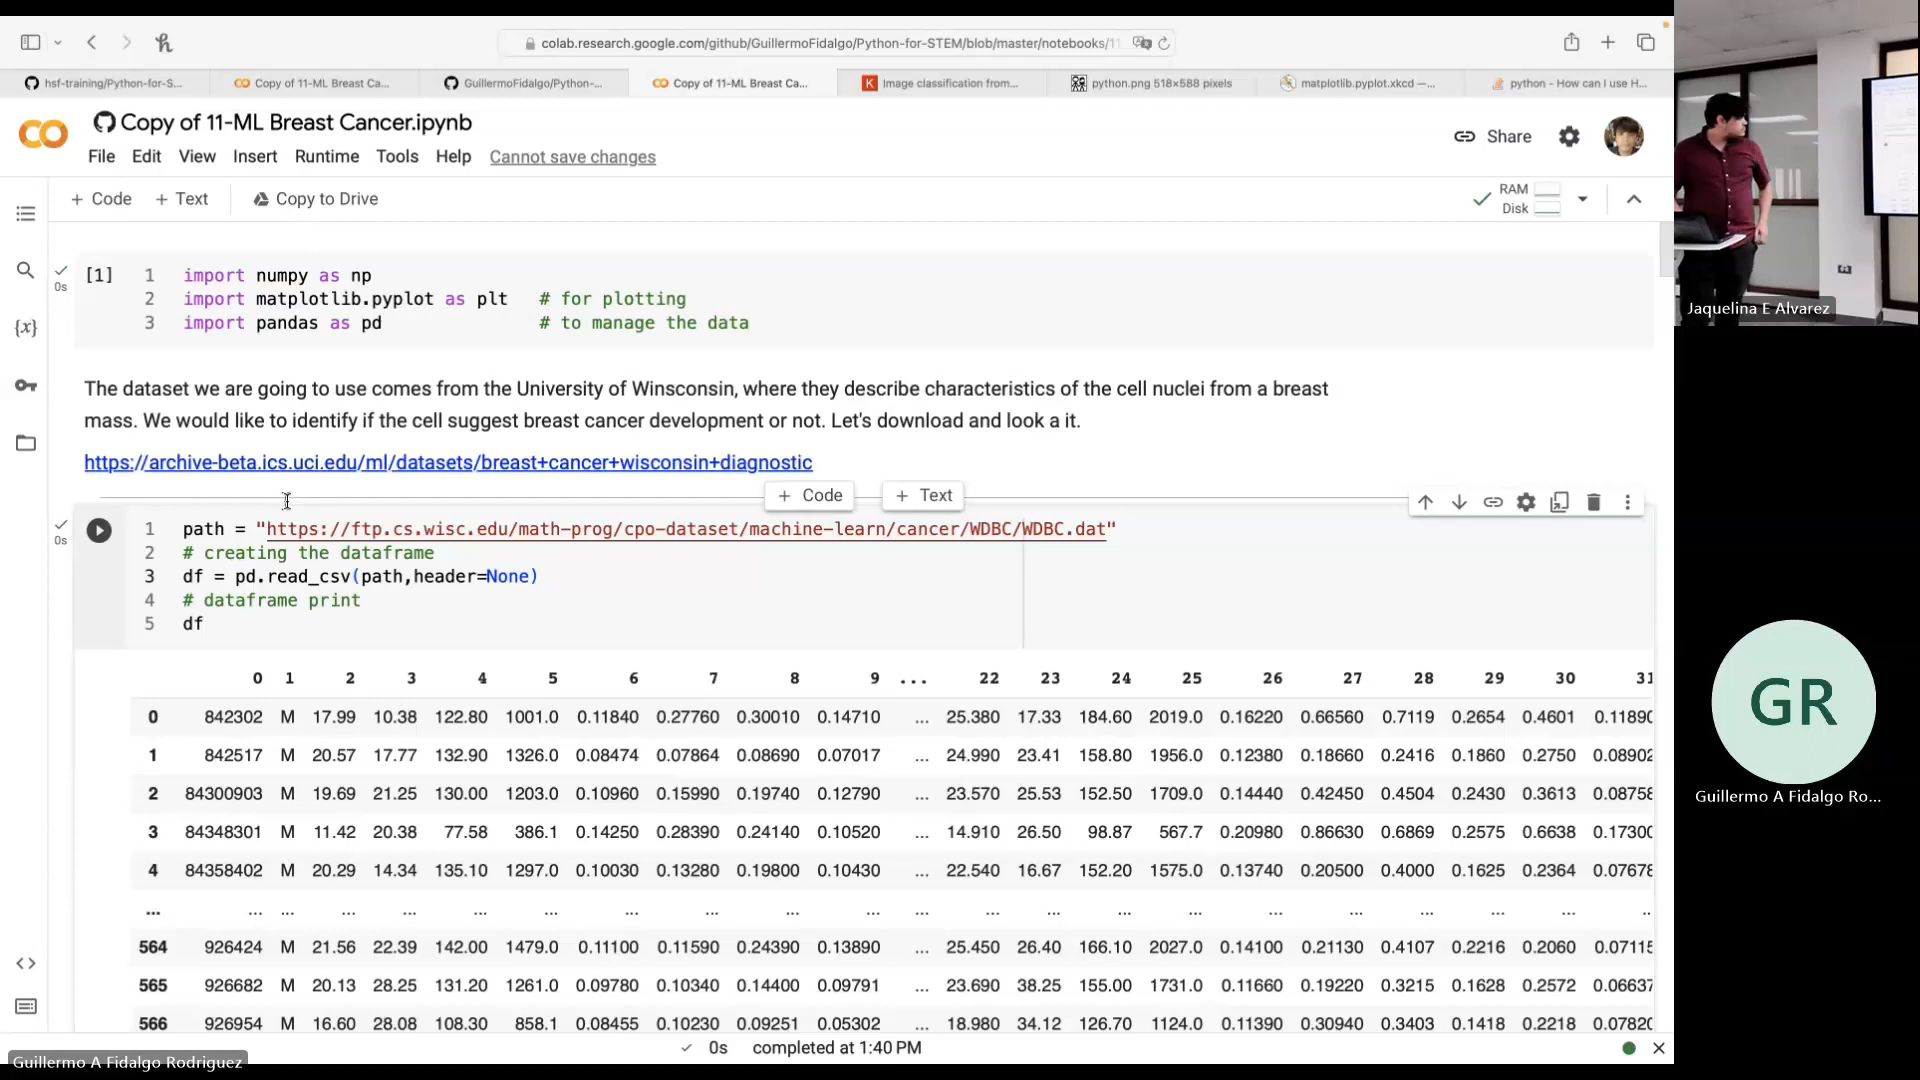 colab.research.google.com/github/GuillermoFidalgo/Python-for-STEM/blob/master/notebooks/11
hsf-training/Python-for-S...
Copy of 11-ML Breast Ca...
GuillermoFidalgo/Python-...
Copy of 11-ML Breast Ca...
Image classification from...
python.png 518×588 pixels
matplotlib.pyplot.xkcd —...
python - How can I use H...
Copy of 11-ML Breast Cancer.ipynb
Share
File Edit View Insert Runtime Tools Help Cannot save changes
+ Code + Text Copy to Drive
RAM
Disk
[1] 1 import numpy as np
0s 2 import matplotlib.pyplot as plt # for plotting
3 import pandas as pd # to manage the data
The dataset we are going to use comes from the University of Winsconsin, where they describe characteristics of the cell nuclei from a breast
mass. We would like to identify if the cell suggest breast cancer development or not. Let's download and look a it.
https://archive-beta.ics.uci.edu/ml/datasets/breast+cancer+wisconsin+diagnostic
+ Code + Text
1 path = "https://ftp.cs.wisc.edu/math-prog/cpo-dataset/machine-learn/cancer/WDBC/WDBC.dat"
0s 2 # creating the dataframe
3 df = pd.read_csv(path,header=None)
4 # dataframe print
5 df
0 1 2 3 4 5 6 7 8 9 ... 22 23 24 25 26 27 28 29 30 31
0 842302 M 17.99 10.38 122.80 1001.0 0.11840 0.27760 0.30010 0.14710 ... 25.380 17.33 184.60 2019.0 0.16220 0.66560 0.7119 0.2654 0.4601 0.11890
1 842517 M 20.57 17.77 132.90 1326.0 0.08474 0.07864 0.08690 0.07017 ... 24.990 23.41 158.80 1956.0 0.12380 0.18660 0.2416 0.1860 0.2750 0.08902
2 84300903 M 19.69 21.25 130.00 1203.0 0.10960 0.15990 0.19740 0.12790 ... 23.570 25.53 152.50 1709.0 0.14440 0.42450 0.4504 0.2430 0.3613 0.08758
3 84348301 M 11.42 20.38 77.58 386.1 0.14250 0.28390 0.24140 0.10520 ... 14.910 26.50 98.87 567.7 0.20980 0.86630 0.6869 0.2575 0.6638 0.17300
4 84358402 M 20.29 14.34 135.10 1297.0 0.10030 0.13280 0.19800 0.10430 ... 22.540 16.67 152.20 1575.0 0.13740 0.20500 0.4000 0.1625 0.2364 0.07678
... ... ... ... ... ... ... ... ... ... ... ... ... ... ... ... ... ... ... ... ... ..
564 926424 M 21.56 22.39 142.00 1479.0 0.11100 0.11590 0.24390 0.13890 ... 25.450 26.40 166.10 2027.0 0.14100 0.21130 0.4107 0.2216 0.2060 0.07115
565 926682 M 20.13 28.25 131.20 1261.0 0.09780 0.10340 0.14400 0.09791 ... 23.690 38.25 155.00 1731.0 0.11660 0.19220 0.3215 0.1628 0.2572 0.06637
566 926954 M 16.60 28.08 108.30 858.1 0.08455 0.10230 0.09251 0.05302 ... 18.980 34.12 126.70 1124.0 0.11390 0.30940 0.3403 0.1418 0.2218 0.07820
0s completed at 1:40 PM
Guillermo A Fidalgo Rodriguez
Jaquelina E Alvarez
GR
Guillermo A Fidalgo Ro...